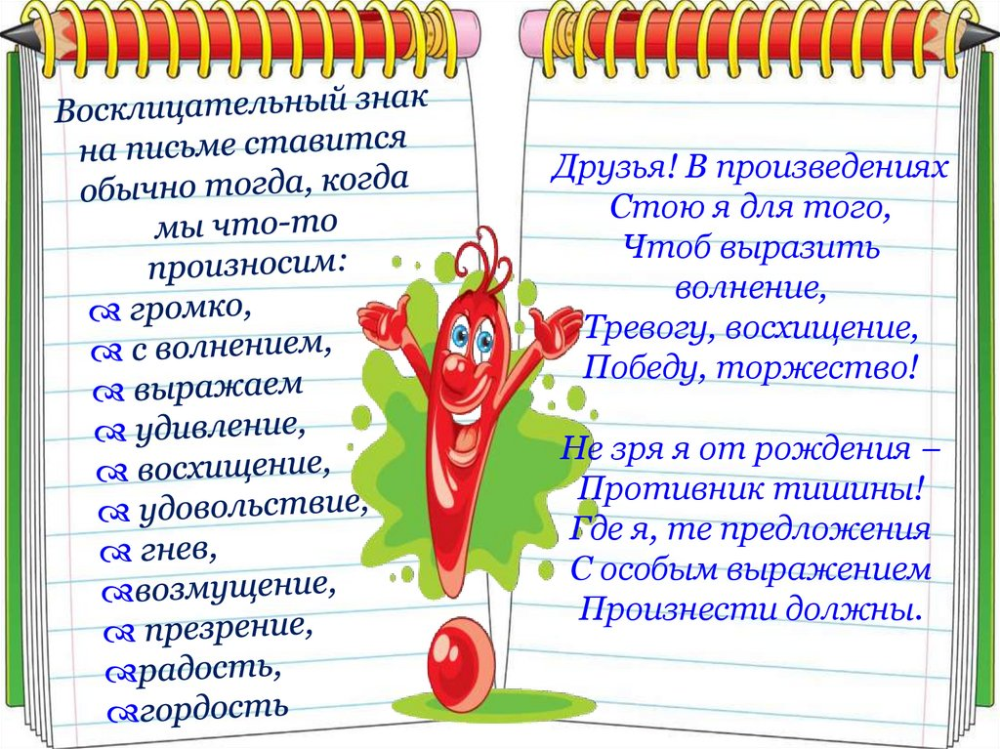 Восклицательный знак
на письме ставится
обычно тогда, когда
мы что-то
произносим:
громко,
с волнением,
выражаем
удивление,
восхищение,
удовольствие,
гнев,
возмущение,
презрение,
радость,
гордость
Друзья! В произведениях
Стою я для того,
Чтоб выразить
волнение,
Тревогу, восхищение,
Победу, торжество!
Не зря я от рождения –
Противник тишины!
Где я, те предложения
С особым выражением
Произнести должны.